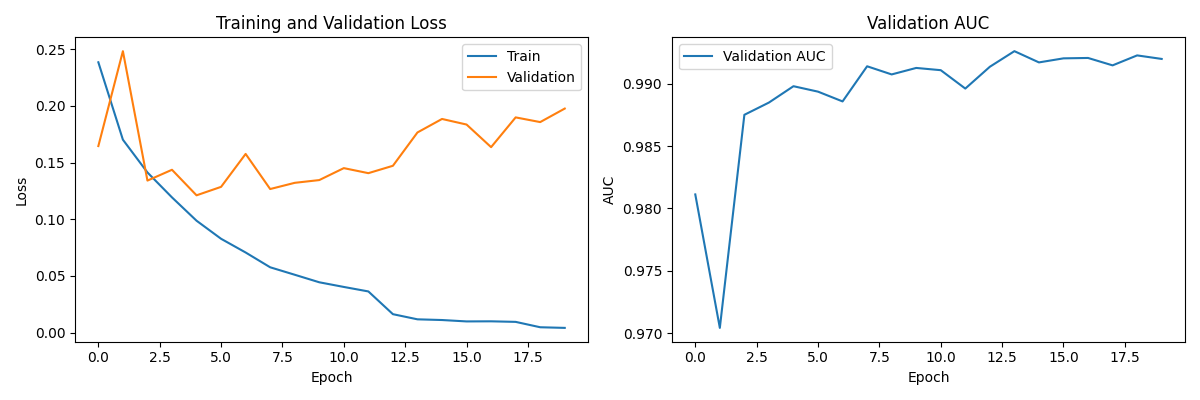 Training and Validation Loss
Train
Validation
0.25
0.20
0.15
0.10
0.05
0.00
Loss
0.0 2.5 5.0 7.5 10.0 12.5 15.0 17.5
Epoch
Validation AUC
Validation AUC
0.990
0.985
0.980
0.975
0.970
AUC
0.0 2.5 5.0 7.5 10.0 12.5 15.0 17.5
Epoch